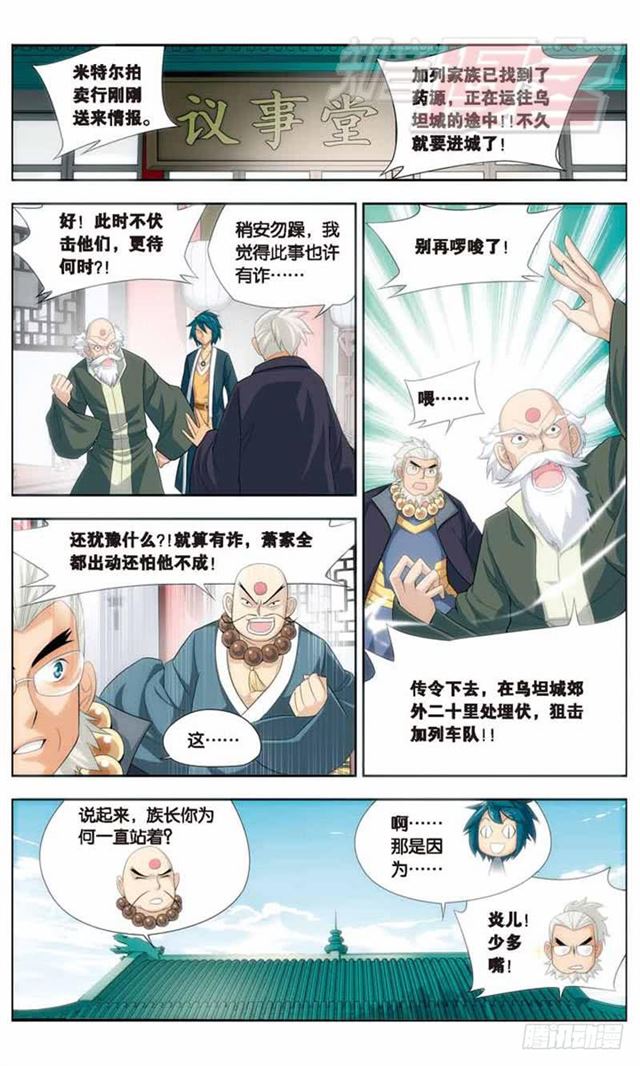 米特尔拍
卖行刚刚
送来情报。
议事堂
加列家族已找到了
药源，正在运往乌
坦城的途中!!不久
就要进城了!
好！此时不伏
击他们，更待
何时?!
稍安勿躁，我
觉得此事也许
有诈……
别再啰唆了!
喂…
还犹豫什么?!就算有诈，萧家全
都出动还怕他不成!
这……
传令下去，在乌坦城郊
外二十里处埋伏，狙击
加列车队!!
说起来，族长你为
何一直站着?
啊……
那是因
为……
炎儿!
少多
嘴!
腾讯动漫